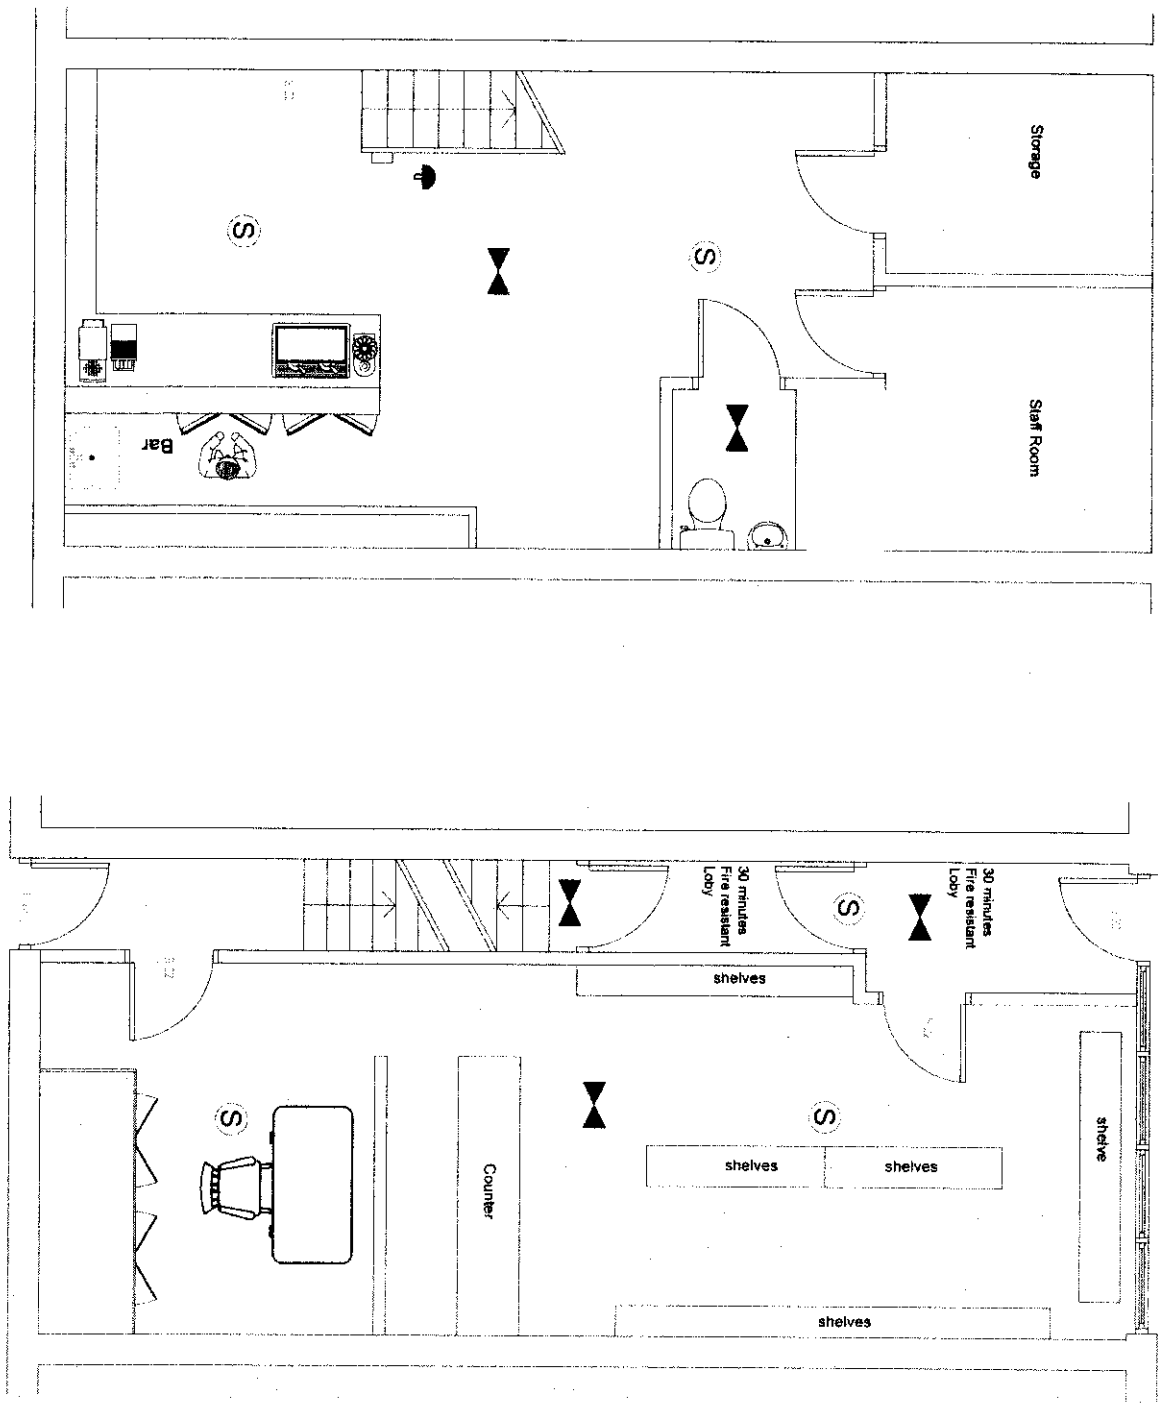 Storage
S
S
Staff Room
Bar
30 minutes
Fire resistant
Loby
30 minutes
Fire resistant
Loby
S
shelves
S
S
shelves
shelves
shelve
Counter
shelves